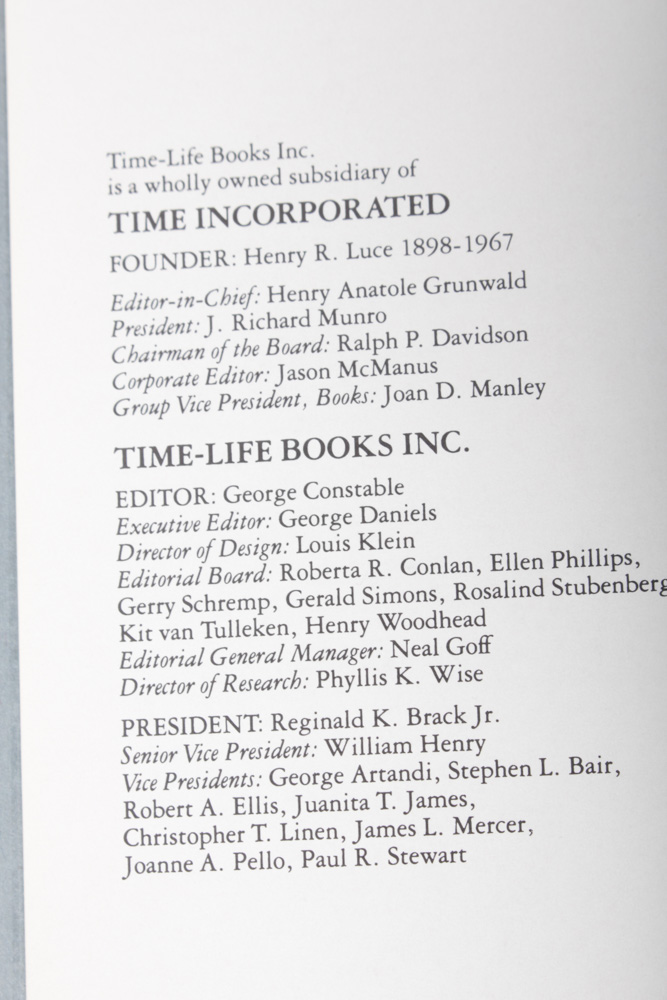 Time-Life Books Inc.
is a wholly owned subsidiary of
TIME INCORPORATED
FOUNDER: Henry R. Luce 1898-1967
Editor-in-Chief: Henry Anatole Grunwald
President: J. Richard Munro
Chairman of the Board: Ralph P. Davidson
Corporate Editor: Jason McManus
Group Vice President, Books: Joan D. Manley
TIME-LIFE BOOKS INC.
EDITOR: George Constable
Executive Editor: George Daniels
Director of Design: Louis Klein
Editorial Board: Roberta R. Conlan, Ellen Phillips,
Gerry Schremp, Gerald Simons, Rosalind Stubenberg
Kit van Tulleken, Henry Woodhead
Editorial General Manager: Neal Goff
Director of Research: Phyllis K. Wise
PRESIDENT: Reginald K. Brack Jr.
Senior Vice President: William Henry
Vice Presidents: George Artandi, Stephen L. Bair,
Robert A. Ellis, Juanita T. James,
Christopher T. Linen, James L. Mercer,
Joanne A. Pello, Paul R. Stewart